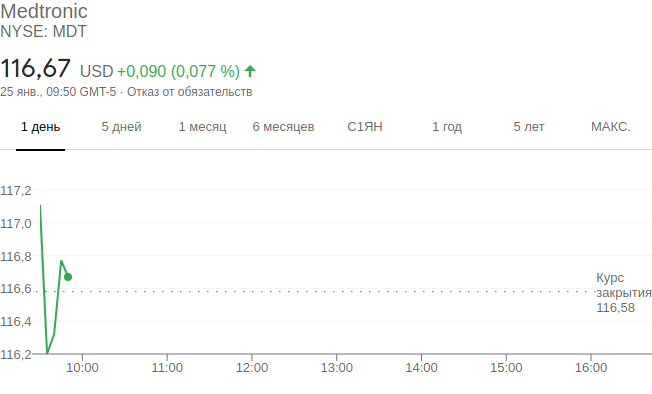 Medtronic
NYSE: MDT
116,67 USD +0,090 (0,077 %)
25 янв., 09:50 GMT-5 · Отказ от обязательств
1 день 5 дней 1 месяц 6 месяцев С1ЯН 1 год 5 лет МАКС.
117,2
117,0
116,8
116,6
116,4
116,2
Курс
закрытия
116,58
10:00 11:00 12:00 13:00 14:00 15:00 16:00